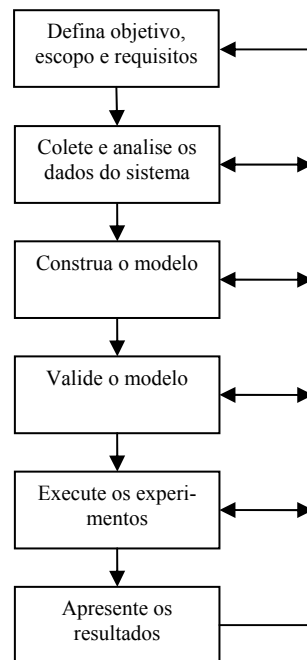 Defina objetivo,
escopo e requisitos
Colete e analise os
dados do sistema
Construa o modelo
Valide o modelo
Execute os experi-
mentos
Apresente os
resultados